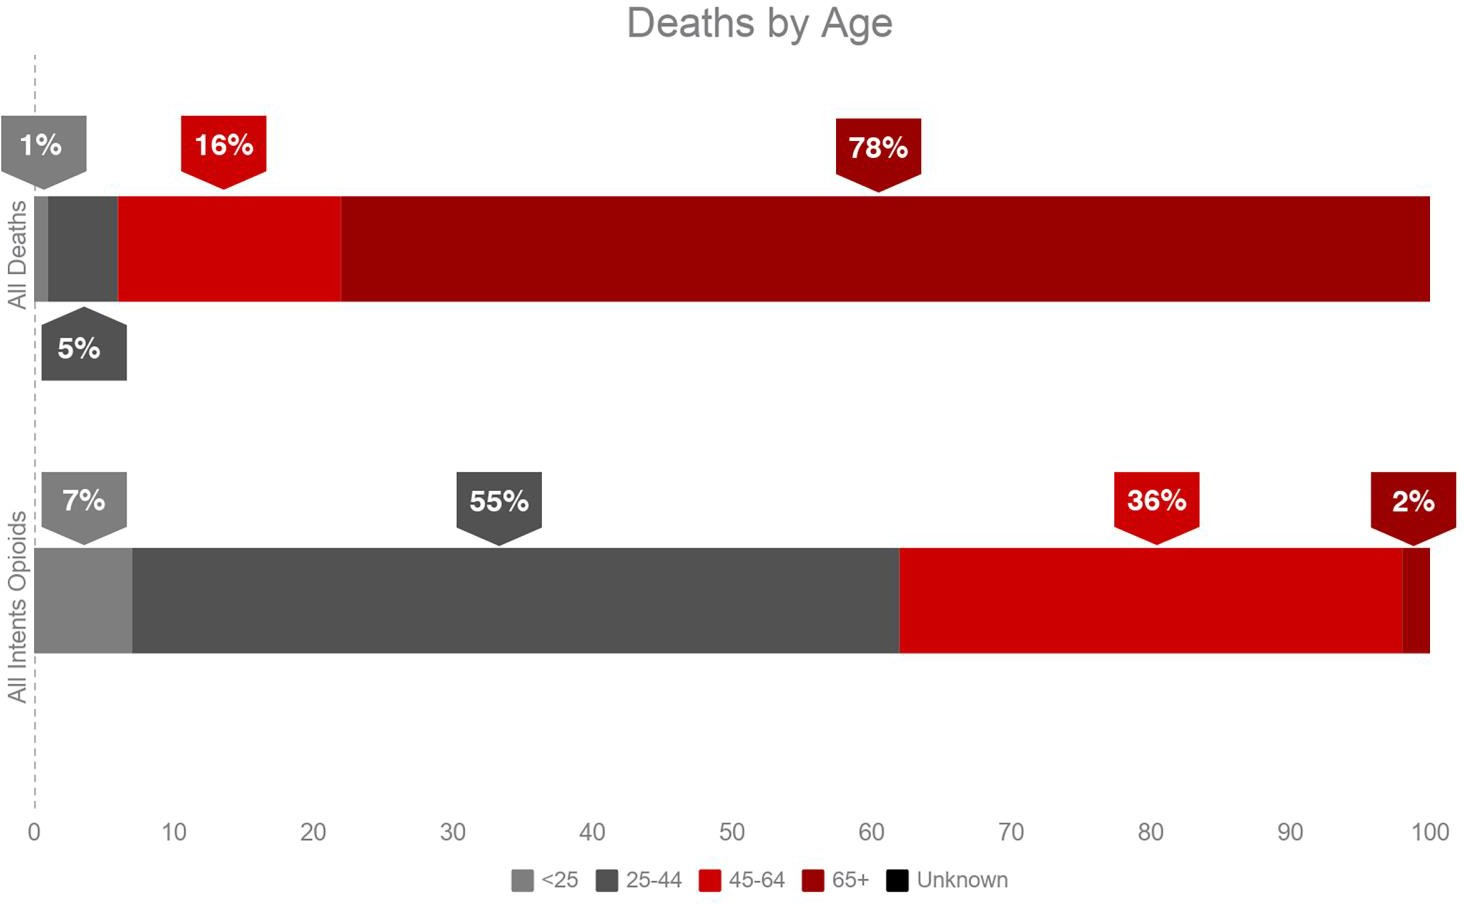 Deaths by Age
1%
16%
78%
All Deaths
5%
7%
55%
36%
2%
All Intents Opioids
0 10 20 30 40 50 60 70 80 90 100
<25 25-44 45-64 65+ Unknown